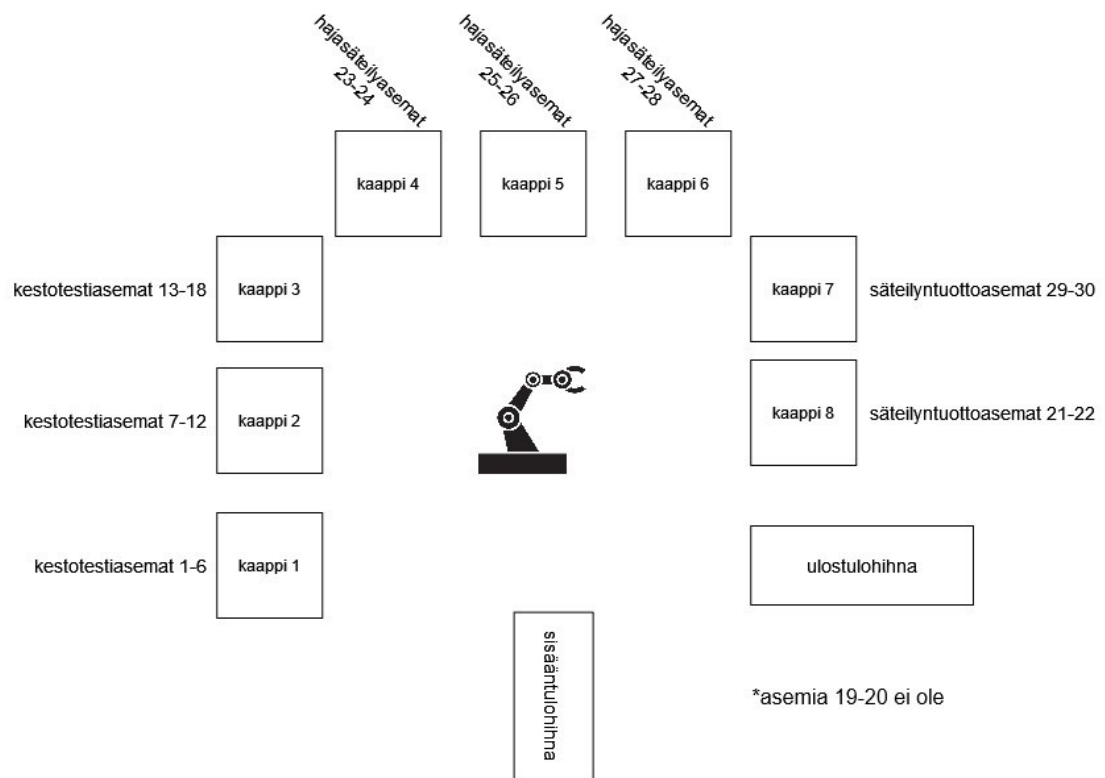 hajasäteilyasemat
23-24
hajasäteilyasemat
25-26
hajasäteilyasemat
27-28
kaappi 4
kaappi 5
kaappi 6
kestotestiasemat 13-18
kaappi 3
kaappi 7
säteilyntuottoasemat 29-30
kestotestiasemat 7-12
kaappi 2
kaappi 8
säteilyntuottoasemat 21-22
kestotestiasemat 1-6
kaappi 1
ulostulohihna
sisääntulohihna
*asemia 19-20 ei ole